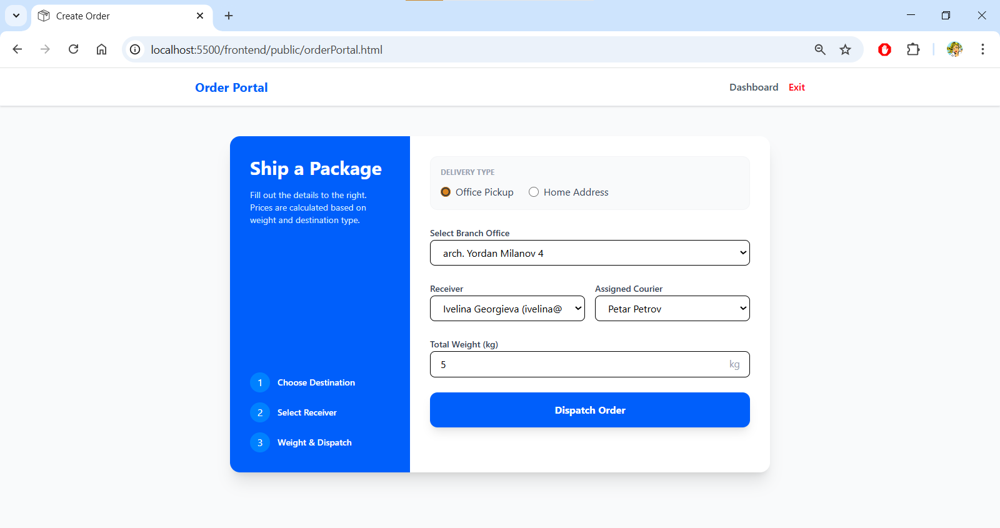 Create Order
localhost:5500/frontend/public/orderPortal.html
Order Portal
Dashboard
Exit
Ship a Package
Fill out the details to the right.
Prices are calculated based on
weight and destination type.
1 Choose Destination
2 Select Receiver
3 Weight & Dispatch
DELIVERY TYPE
Office Pickup
Home Address
Select Branch Office
arch. Yordan Milanov 4
Receiver
Ivelina Georgieva (ivelina@
Assigned Courier
Petar Petrov
Total Weight (kg)
5 kg
Dispatch Order